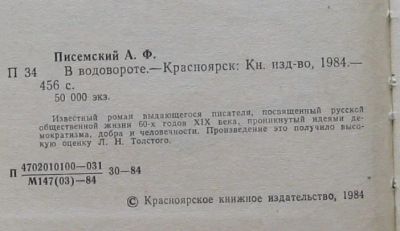 Писемский А. Ф.
П 34 В водовороте.—Красноярск: Кн. изд-во, 1984.—
456 с.
50 000 экз.
Известный роман выдающегося писателя, посвященный русской
общественной жизни 60-х годов XIX века, проникнутый идеями де-
мократизма, добра и человечности. Произведение это получило высо-
кую оценку Л. Н. Толстого.
П 4702010100—031 30—84
М147(03)—84
© Красноярское книжное издательство, 1984